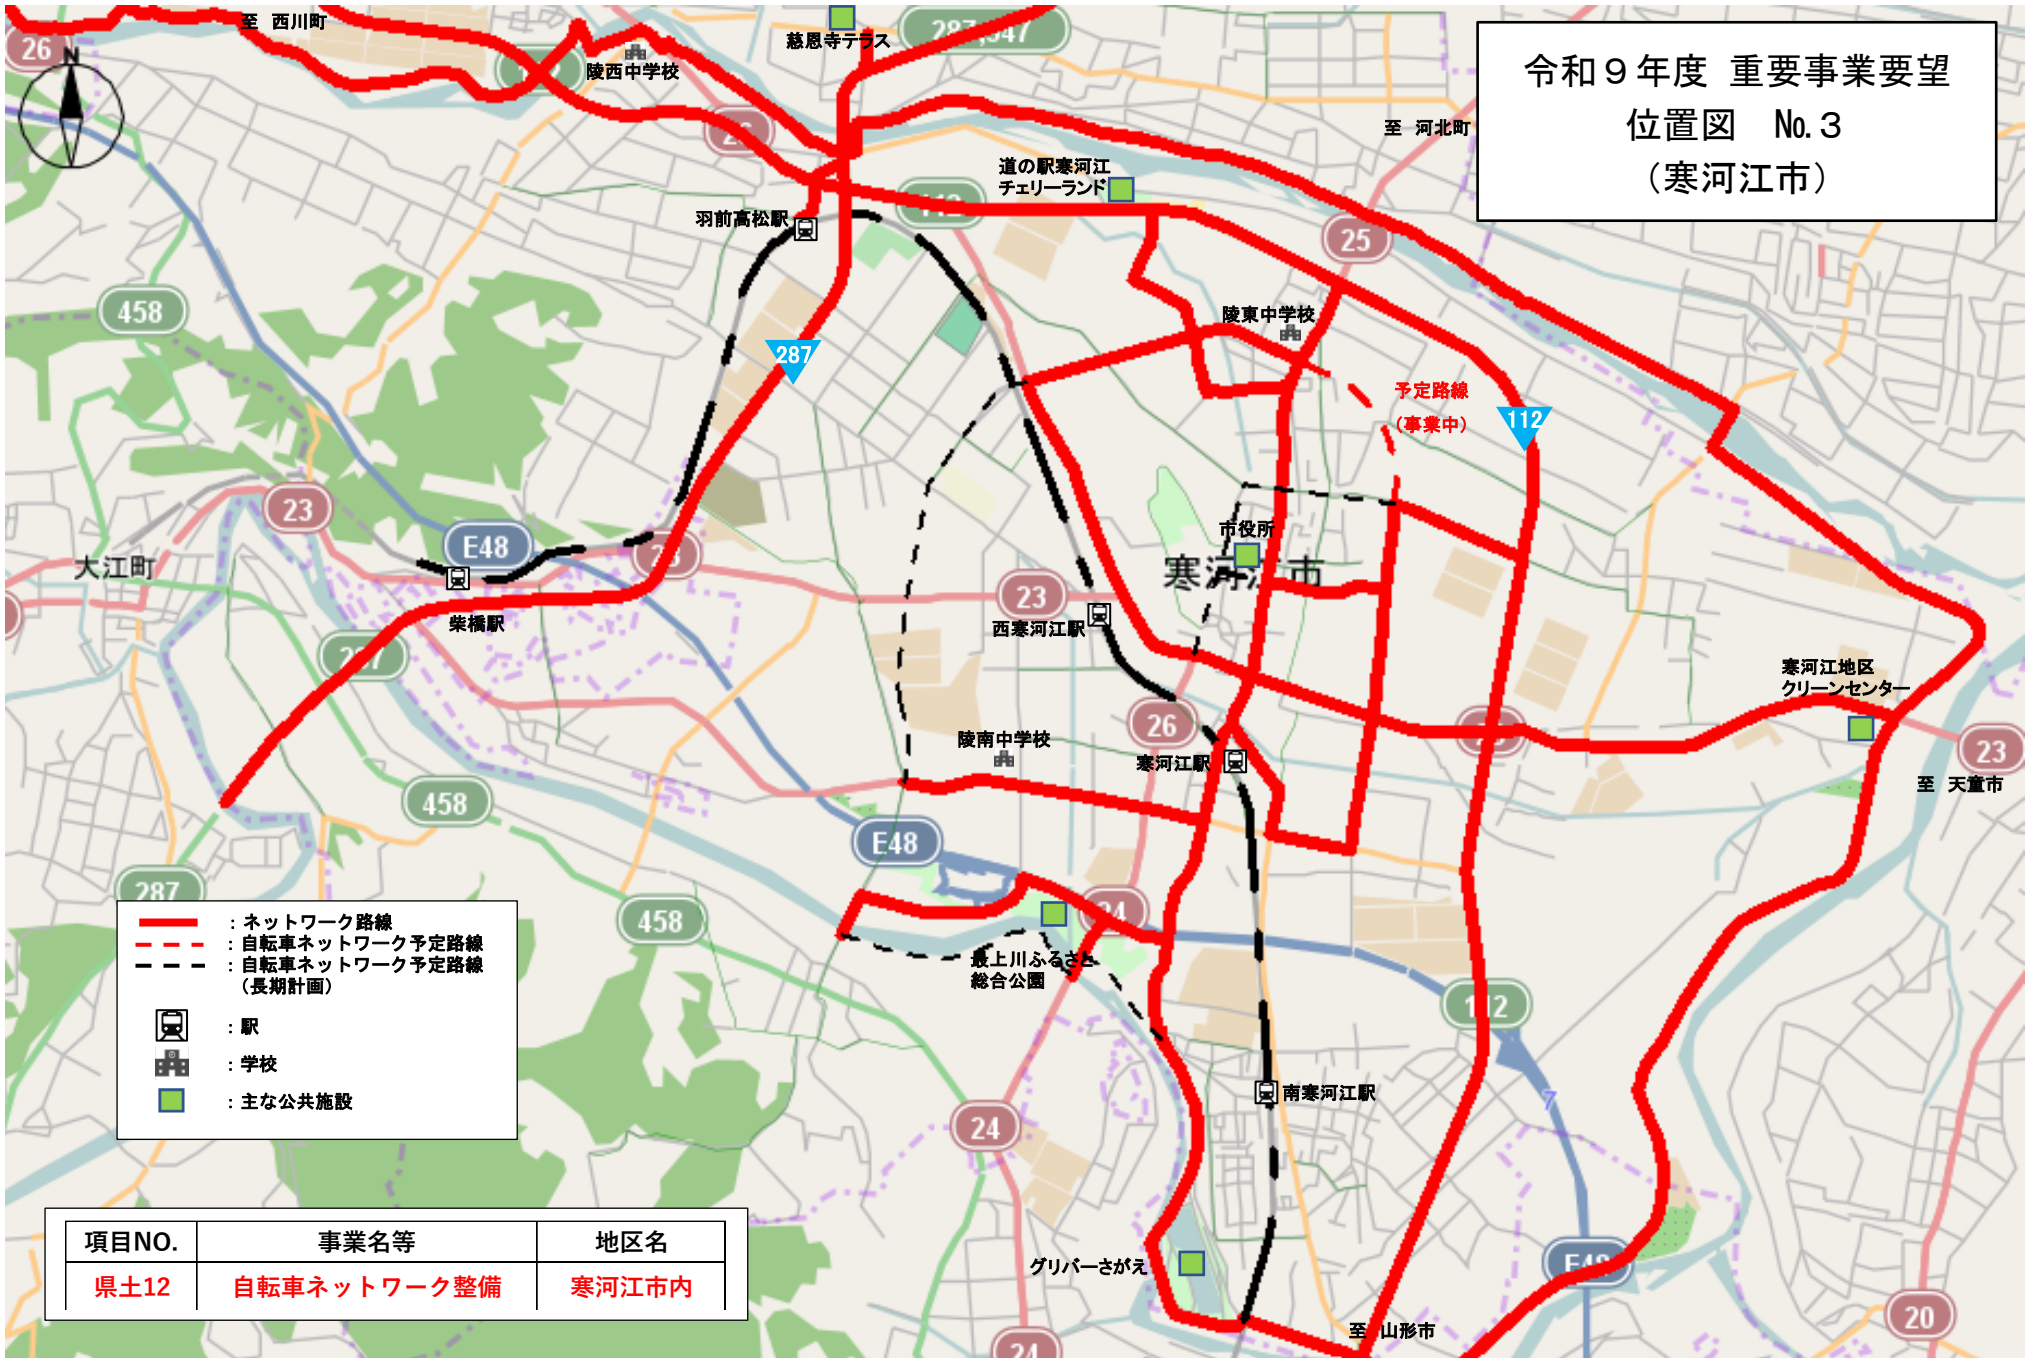 令和９年度 重要事業要望
位置図　№.３
（寒河江市）
至 西川町
慈恩寺テラス
287,347
26
N
陵西中学校
至 河北町
道の駅寒河江
チェリーランド
112
羽前高松駅
25
458
陵東中学校
287
予定路線
（事業中）
112
23
E48
23
大江町
柴橋駅
市役所
寒河江市
23
西寒河江駅
287
寒河江地区
クリーンセンター
26
陵南中学校
寒河江駅
23
至 天童市
458
E48
287
458
24
最上川ふるさと
総合公園
112
：ネットワーク路線
：自転車ネットワーク予定路線
：自転車ネットワーク予定路線
（長期計画）
：駅
：学校
：主な公共施設
南寒河江駅
7
24
グリバーさがえ
E48
20
至 山形市
24
項目NO.	事業名等	地区名
県土12	自転車ネットワーク整備	寒河江市内